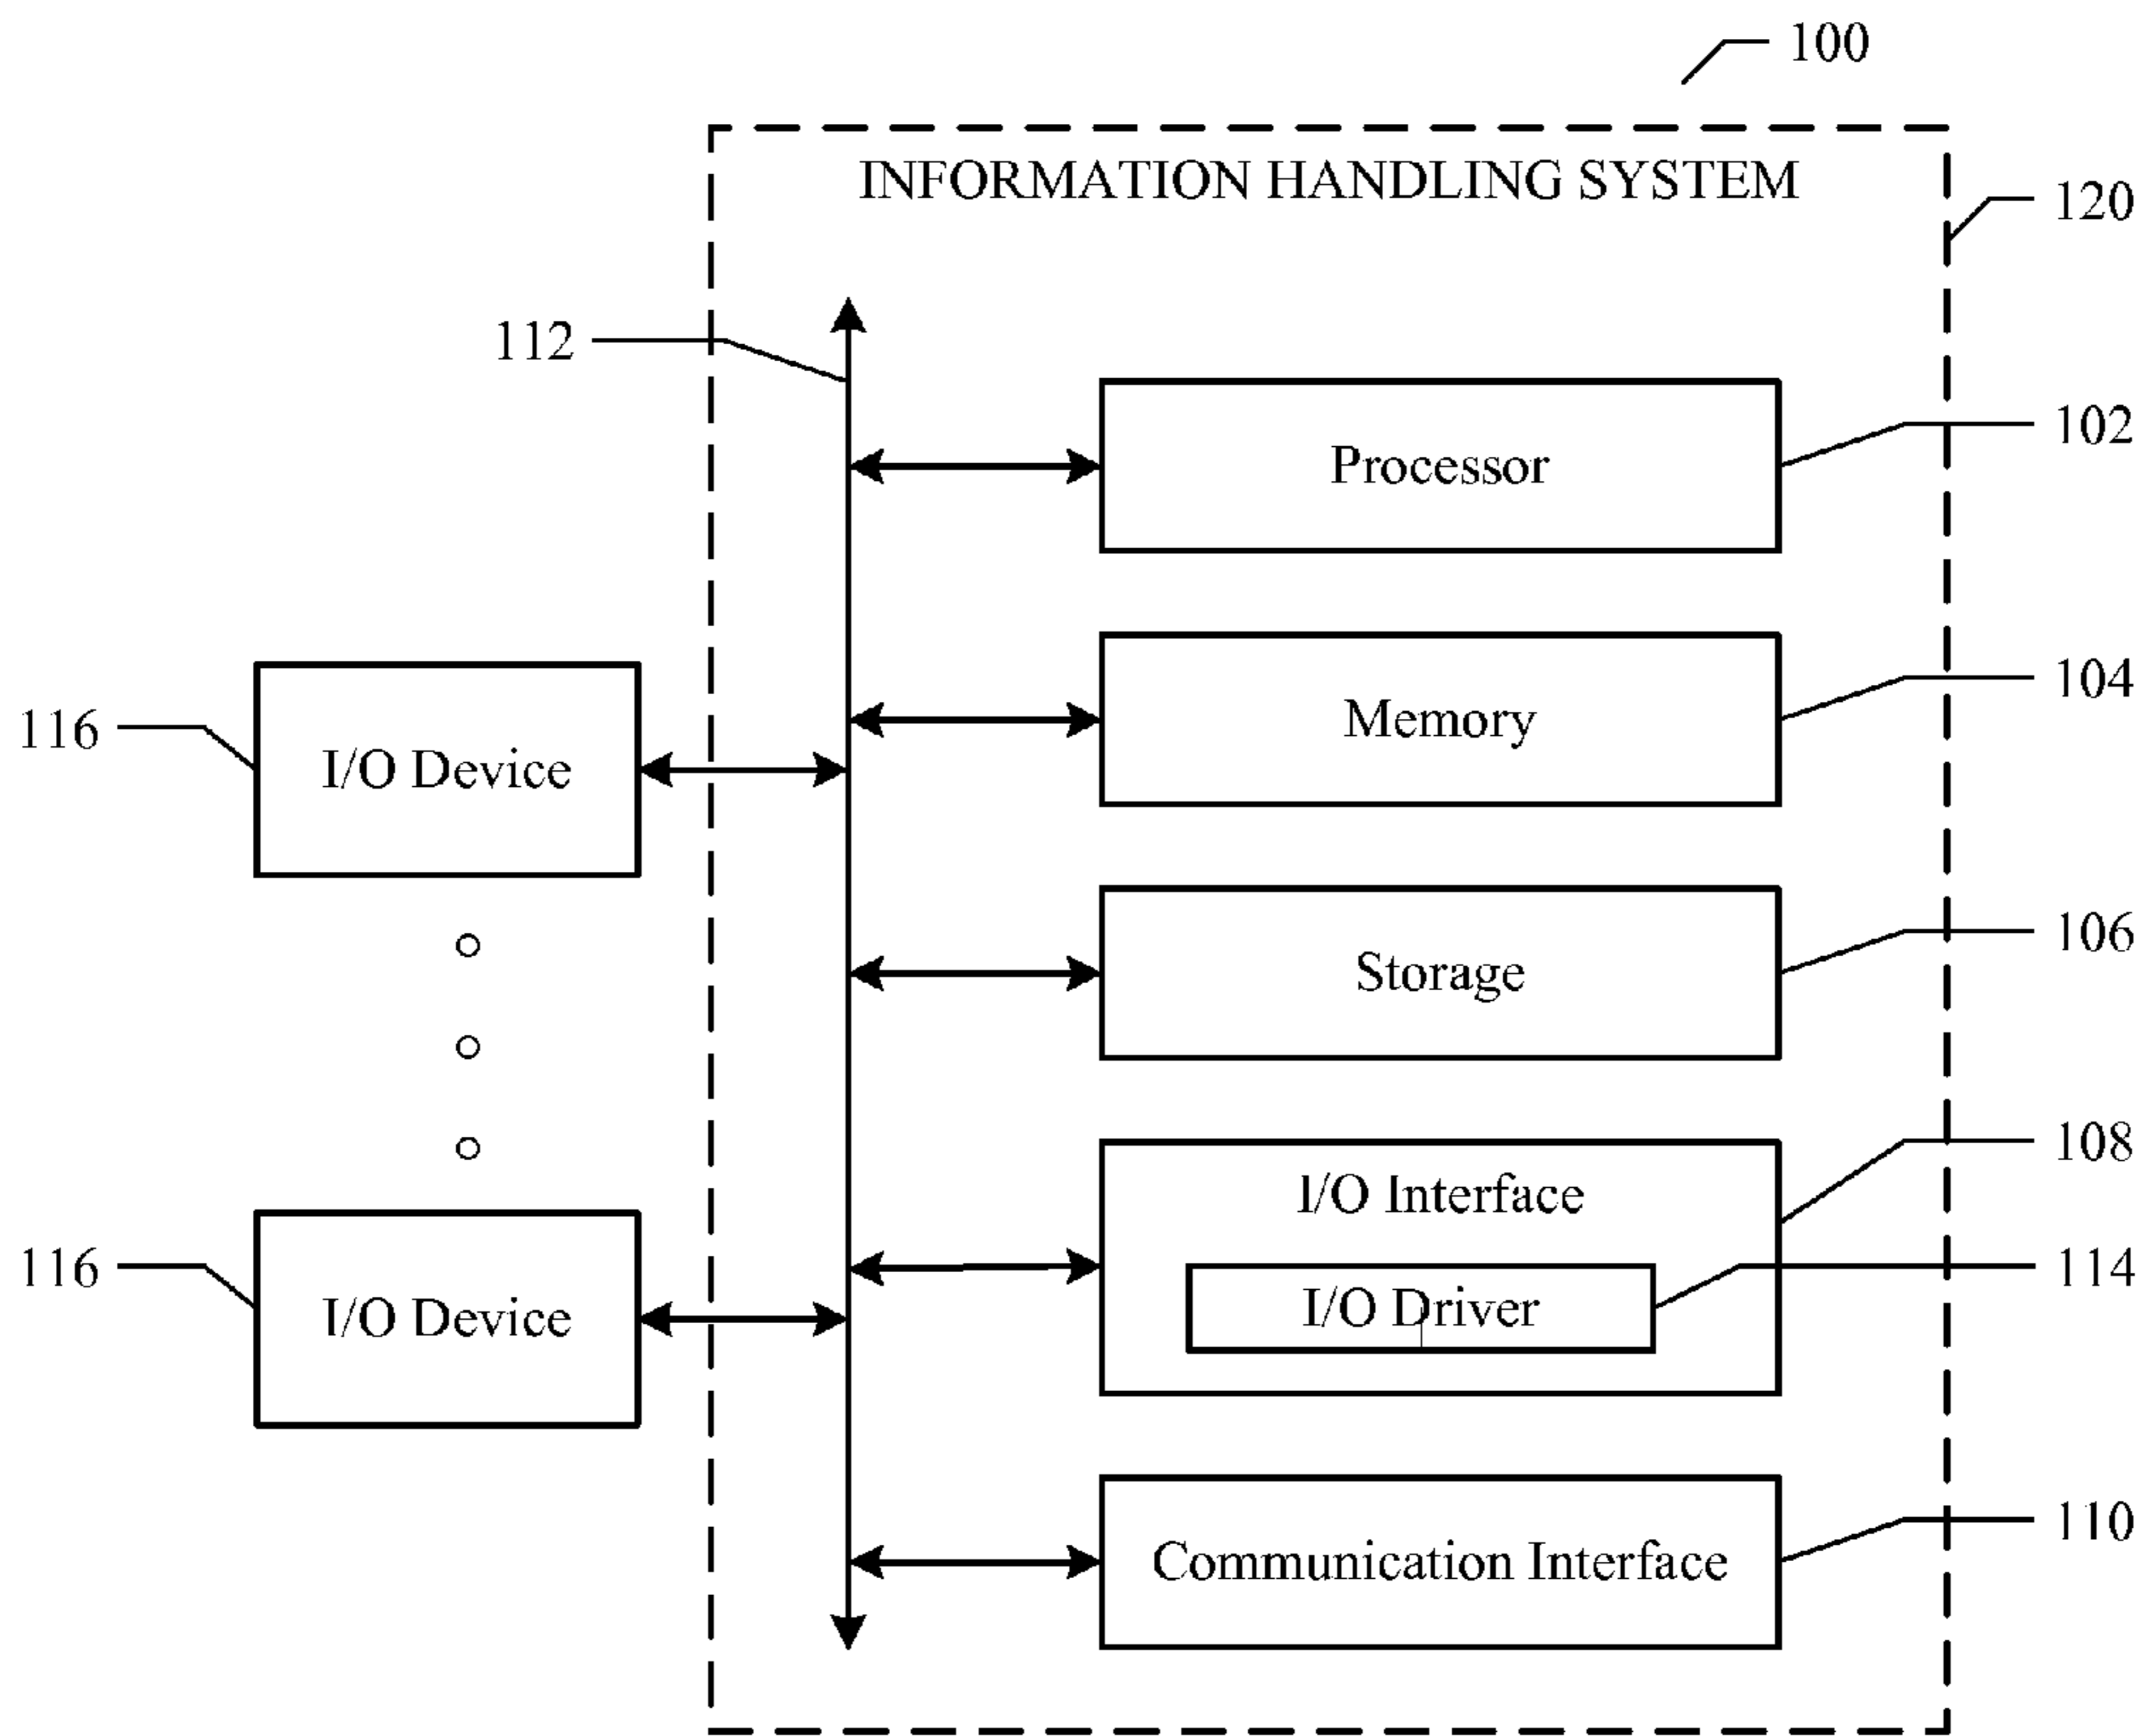 100
INFORMATION HANDLING SYSTEM
120
112
102
Processor
104
Memory
116
I/O Device
106
Storage
108
I/O Interface
114
I/O Driver
116
I/O Device
110
Communication Interface